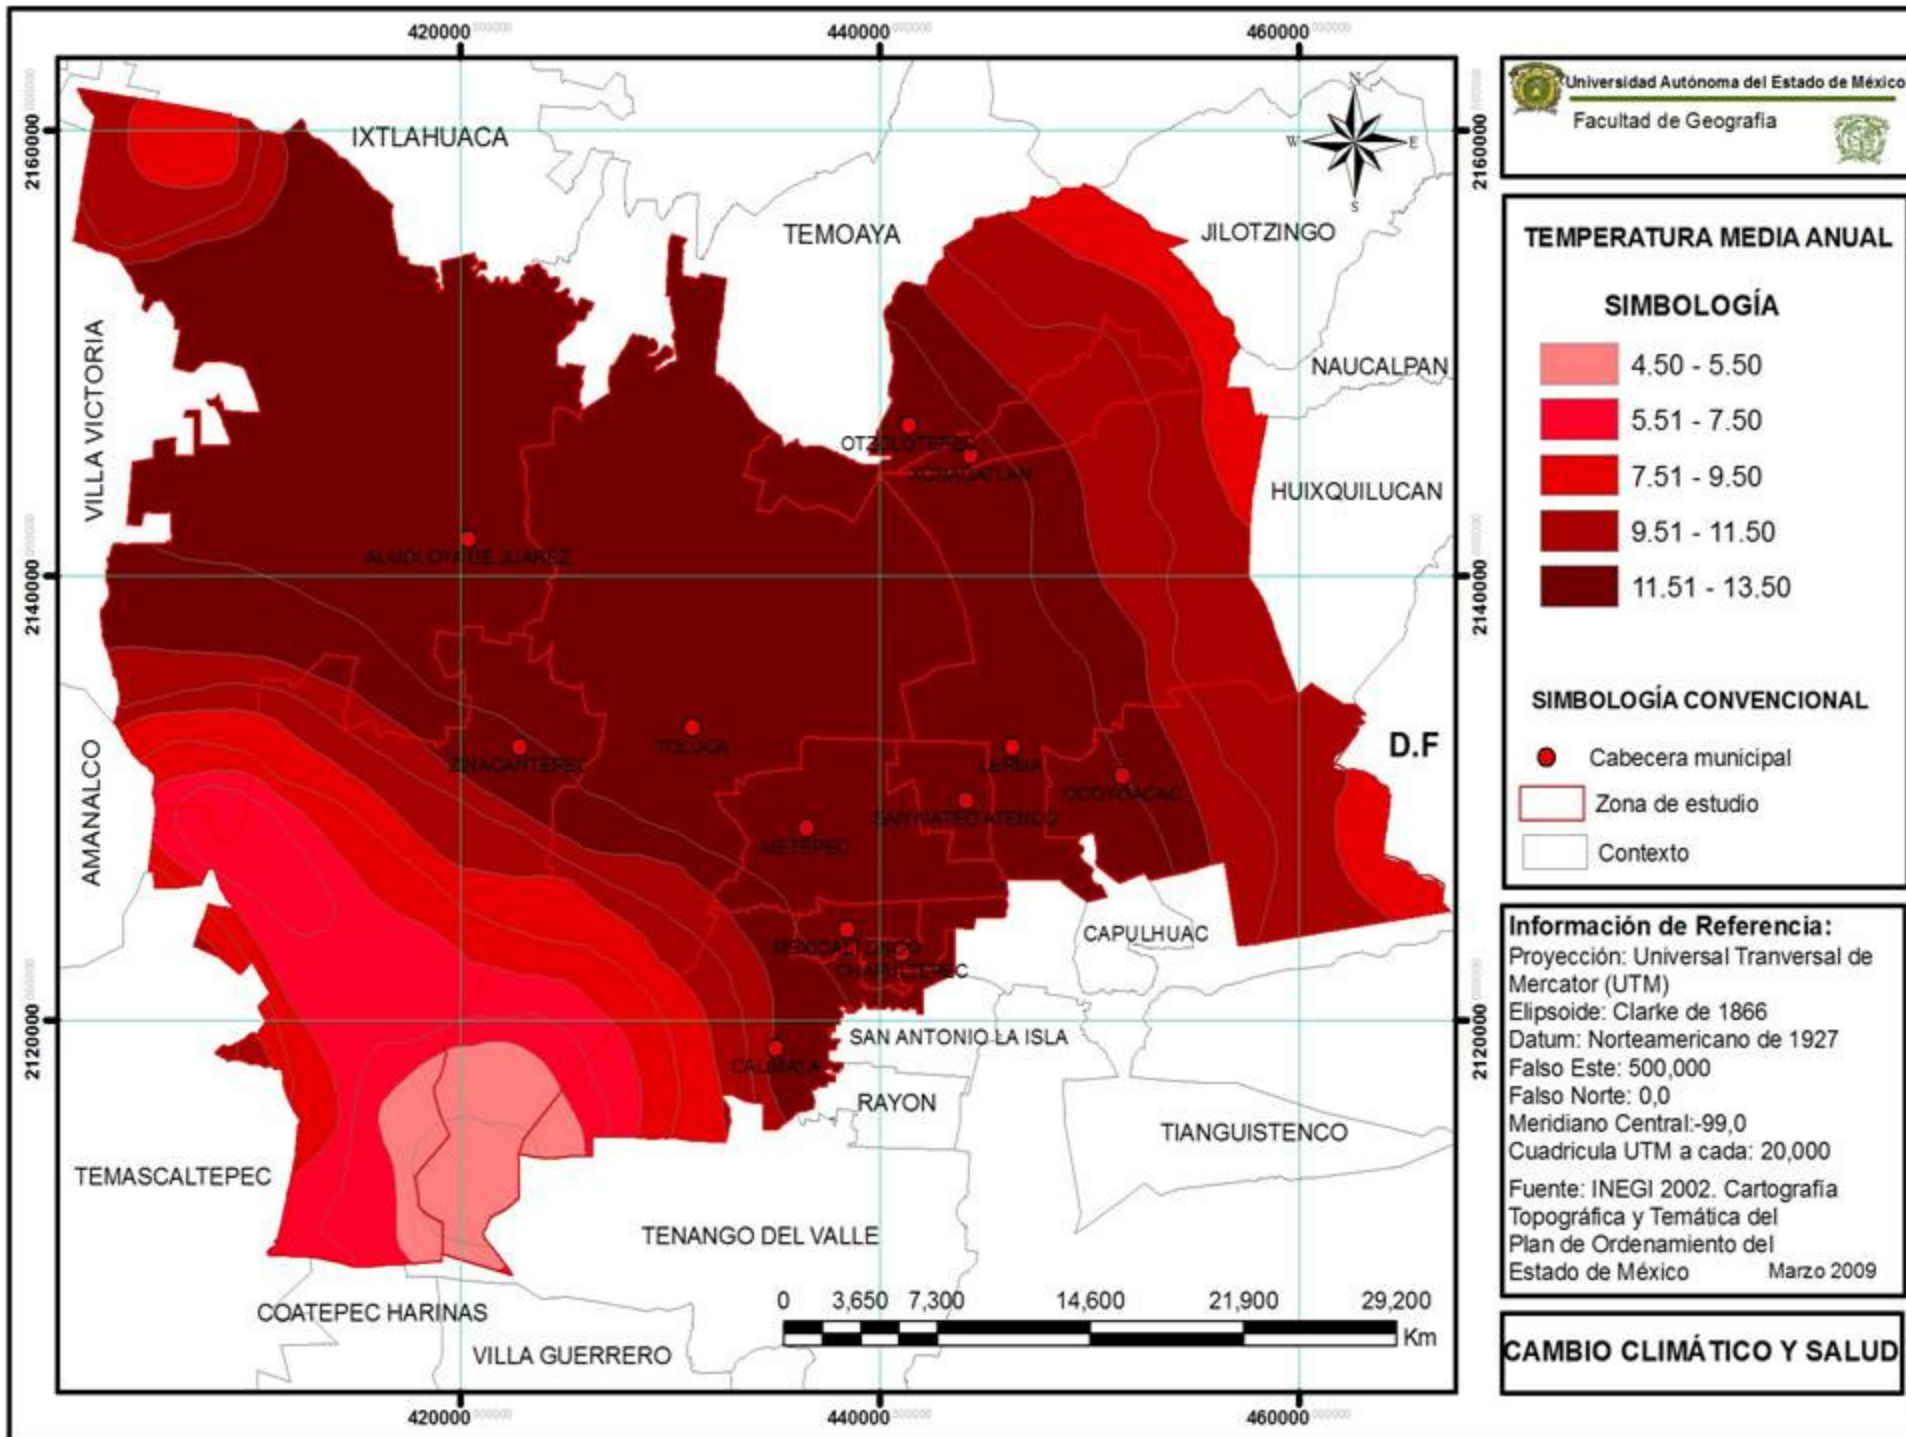 420000
440000
460000
2160000
2160000
2140000
2140000
2120000
2120000
420000
440000
460000
N
W
E
S
IXTLAHUACA
TEMOAYA
JILOTZINGO
NAUCALPAN
HUIXQUILUCAN
VILLA VICTORIA
AMANALCO
D.F
OTZOLOTEPEC
XONACATLAN
ALMOLOYA DE JUAREZ
ZINACANTEPEC
TOLUCA
LERMA
OCOYOACAC
SAN MATEO ATENCO
METEPEC
MEXICALTZINGO
CHAPULTEPEC
CALIMAYA
CAPULHUAC
SAN ANTONIO LA ISLA
RAYON
TIANGUISTENCO
TEMASCALTEPEC
TENANGO DEL VALLE
COATEPEC HARINAS
VILLA GUERRERO
0 3,650 7,300 14,600 21,900 29,200
Km
Universidad Autónoma del Estado de México
Facultad de Geografía
TEMPERATURA MEDIA ANUAL
SIMBOLOGÍA
4.50 - 5.50
5.51 - 7.50
7.51 - 9.50
9.51 - 11.50
11.51 - 13.50
SIMBOLOGÍA CONVENCIONAL
Cabecera municipal
Zona de estudio
Contexto
Información de Referencia:
Proyección: Universal Tranversal de
Mercator (UTM)
Elipsoide: Clarke de 1866
Datum: Norteamericano de 1927
Falso Este: 500,000
Falso Norte: 0,0
Meridiano Central:-99,0
Cuadricula UTM a cada: 20,000
Fuente: INEGI 2002. Cartografía
Topográfica y Temática del
Plan de Ordenamiento del
Estado de México Marzo 2009
CAMBIO CLIMÁTICO Y SALUD